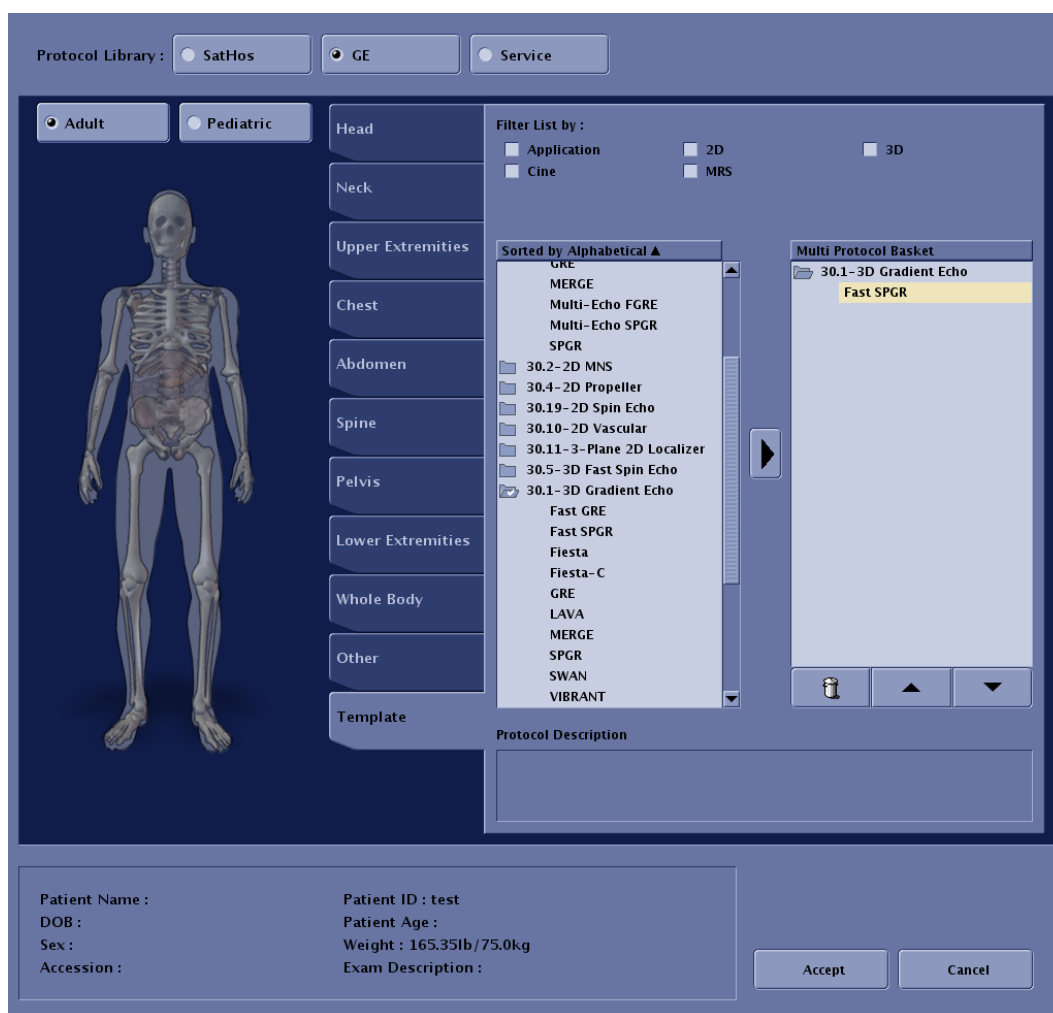 Protocol Library :
SatHos
GE
Service
Adult
Pediatric
Head
Neck
Upper Extremities
Chest
Abdomen
Spine
Pelvis
Lower Extremities
Whole Body
Other
Template
Filter List by :
Application
2D
3D
Cine
MRS
Sorted by Alphabetical ▲
GRE
MERGE
Multi-Echo FGRE
Multi-Echo SPGR
SPGR
30.2-2D MNS
30.4-2D Propeller
30.19-2D Spin Echo
30.10-2D Vascular
30.11-3-Plane 2D Localizer
30.5-3D Fast Spin Echo
30.1-3D Gradient Echo
Fast GRE
Fast SPGR
Fiesta
Fiesta-C
GRE
LAVA
MERGE
SPGR
SWAN
VIBRANT
Multi Protocol Basket
30.1-3D Gradient Echo
Fast SPGR
Protocol Description
Patient Name :
DOB :
Sex :
Accession :
Patient ID : test
Patient Age :
Weight : 165.35lb/75.0kg
Exam Description :
Accept
Cancel